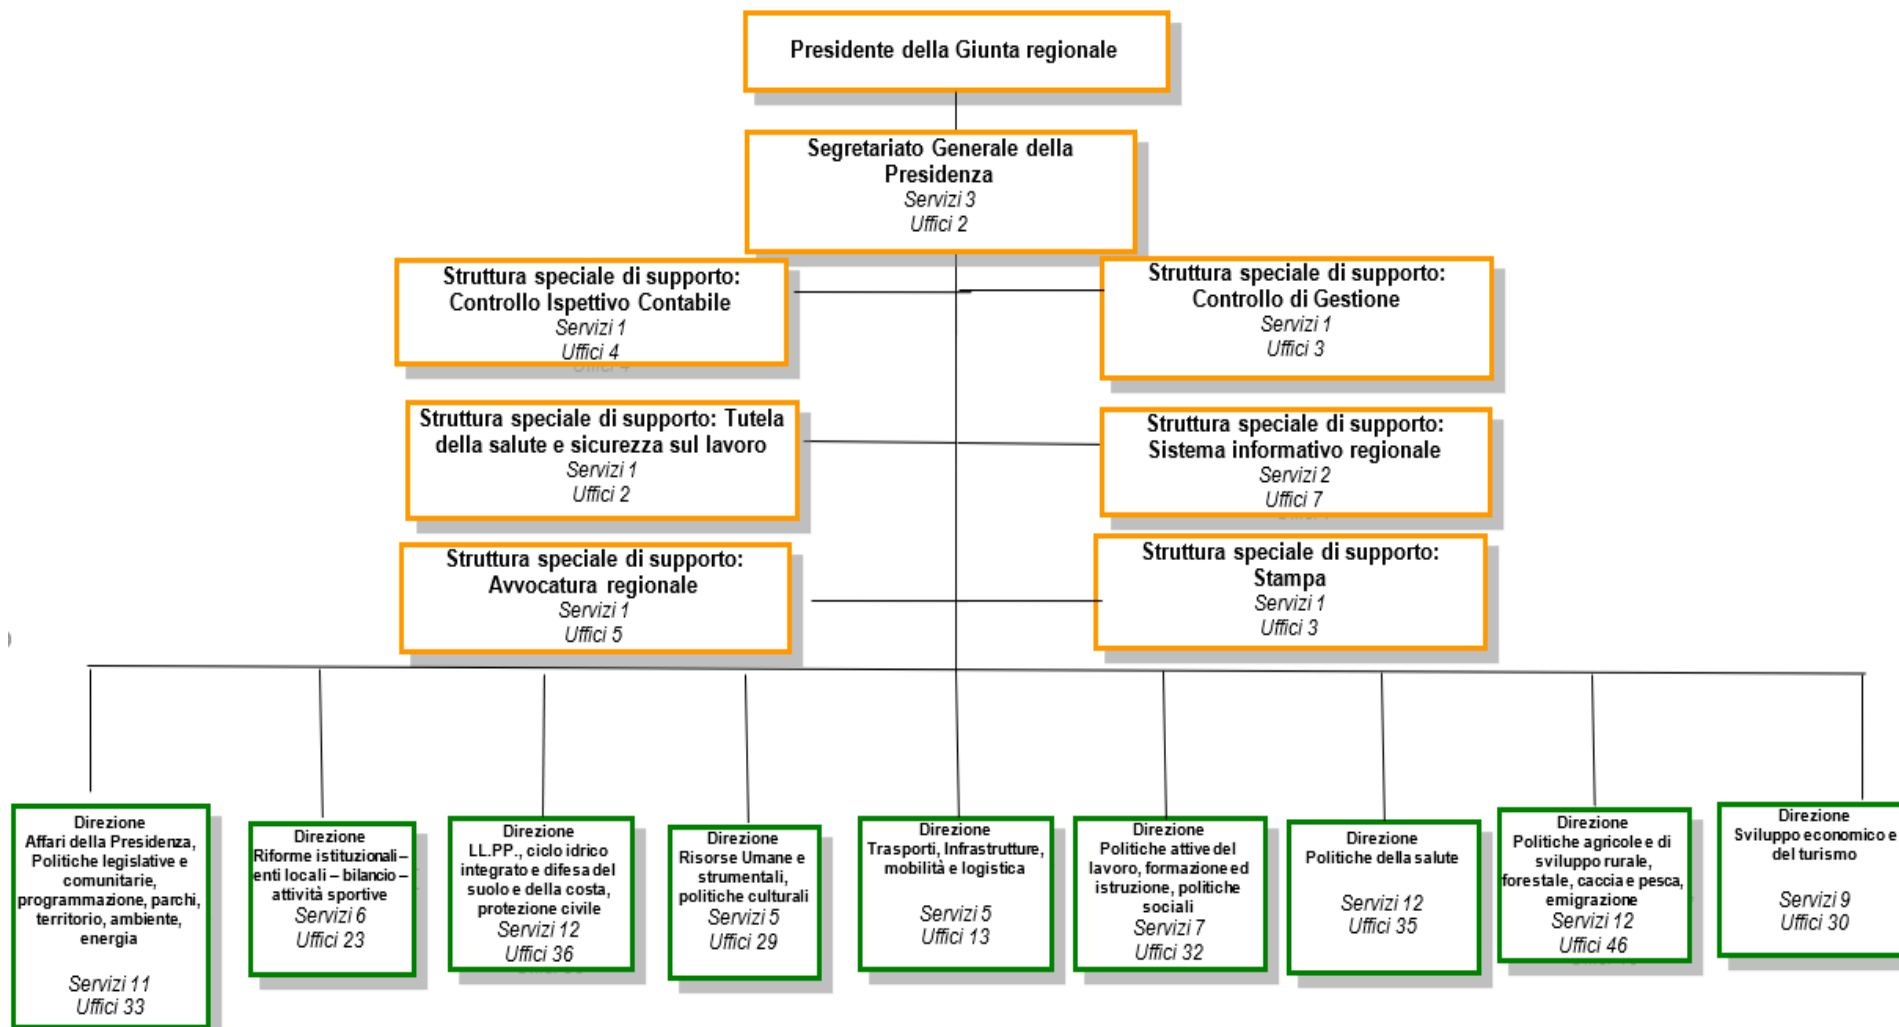 Presidente della Giunta regionale
Segretariato Generale della
Presidenza
Servizi 3
Uffici 2
Struttura speciale di supporto:
Controllo Ispettivo Contabile
Servizi 1
Uffici 4
Struttura speciale di supporto:
Controllo di Gestione
Servizi 1
Uffici 3
Struttura speciale di supporto: Tutela
della salute e sicurezza sul lavoro
Servizi 1
Uffici 2
Struttura speciale di supporto:
Sistema informativo regionale
Servizi 2
Uffici 7
Struttura speciale di supporto:
Avvocatura regionale
Servizi 1
Uffici 5
Struttura speciale di supporto:
Stampa
Servizi 1
Uffici 3
Direzione
Affari della Presidenza,
Politiche legislative e
comunitarie,
programmazione, parchi,
territorio, ambiente,
energia
Servizi 11
Uffici 33
Direzione
Riforme istituzionali –
enti locali – bilancio –
attività sportive
Servizi 6
Uffici 23
Direzione
LL.PP., ciclo idrico
integrato e difesa del
suolo e della costa,
protezione civile
Servizi 12
Uffici 36
Direzione
Risorse Umane e
strumentali,
politiche culturali
Servizi 5
Uffici 29
Direzione
Trasporti, Infrastrutture,
mobilità e logistica
Servizi 5
Uffici 13
Direzione
Politiche attive del
lavoro, formazione ed
istruzione, politiche
sociali
Servizi 7
Uffici 32
Direzione
Politiche della salute
Servizi 12
Uffici 35
Direzione
Politiche agricole e di
sviluppo rurale,
forestale, caccia e pesca,
emigrazione
Servizi 12
Uffici 46
Direzione
Sviluppo economico e
del turismo
Servizi 9
Uffici 30